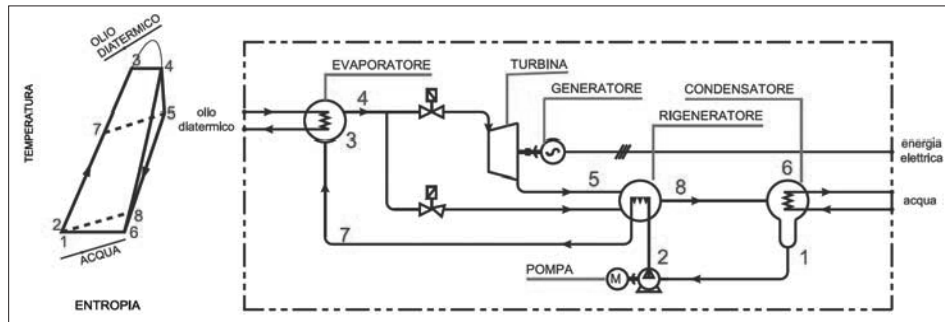 OLIO
DIATERMICO
3
4
TEMPERATURA
5
7
2
8
1
6
ACQUA
ENTROPIA
EVAPORATORE
TURBINA
GENERATORE
CONDENSATORE
RIGENERATORE
olio
diatermico
4
3
energia
elettrica
5
8
6
acqua
7
2
1
POMPA
M